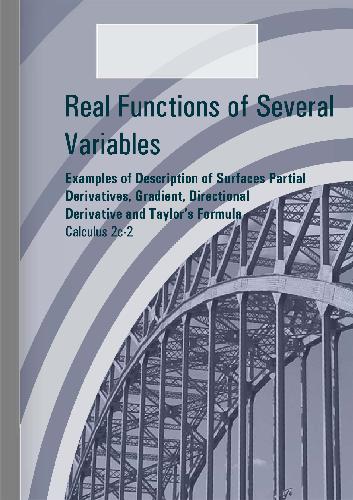 Real Functions of Several
Variables
Examples of Description of Surfaces Partial
Derivatives, Gradient, Directional
Derivative and Taylor's Formula
Calculus 2c-2